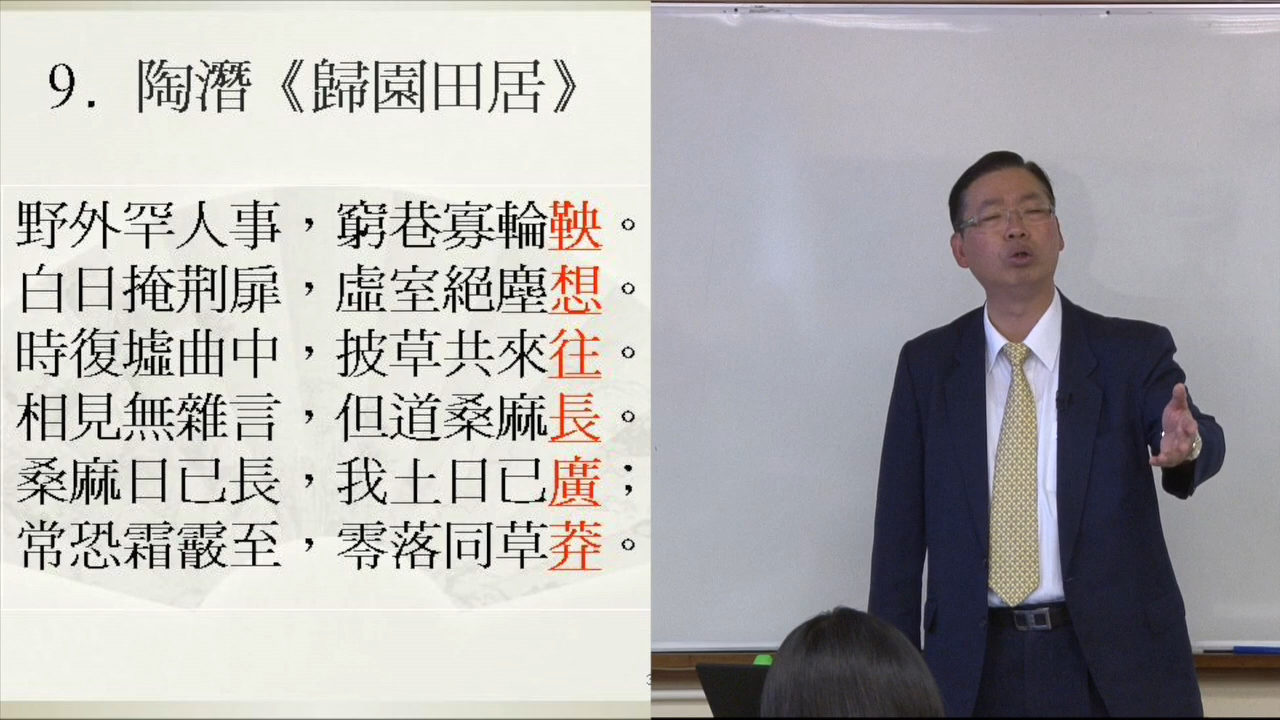 9. 陶潛《歸園田居》
野外罕人事，窮巷寡輪鞅。
白日掩荆扉，虛室絕塵想。
時復墟曲中，披草共來往。
相見無雜言，但道桑麻長。
桑麻日已長，我土日已廣；
常恐霜霰至，零落同草莽。